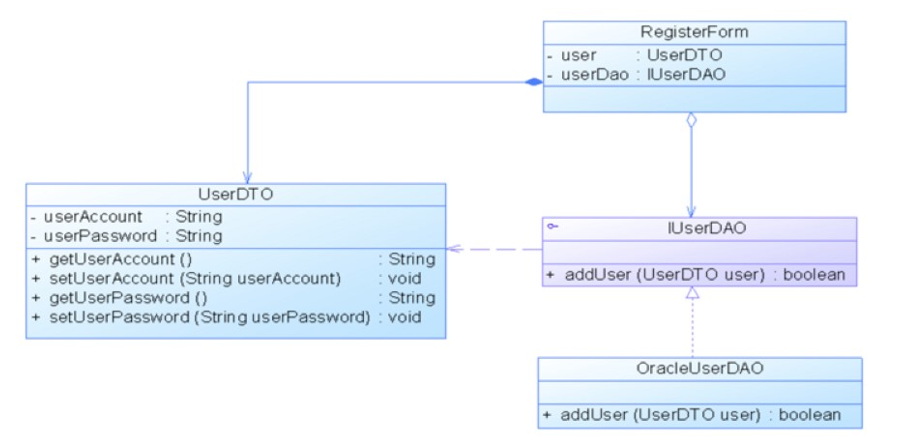 RegisterForm
- user : UserDTO
- userDao : IUserDAO
UserDTO
- userAccount : String
- userPassword : String
+ getUserAccount () : String
+ setUserAccount (String userAccount) : void
+ getUserPassword () : String
+ setUserPassword (String userPassword) : void
IUserDAO
+ addUser (UserDTO user) : boolean
OracleUserDAO
+ addUser (UserDTO user) : boolean